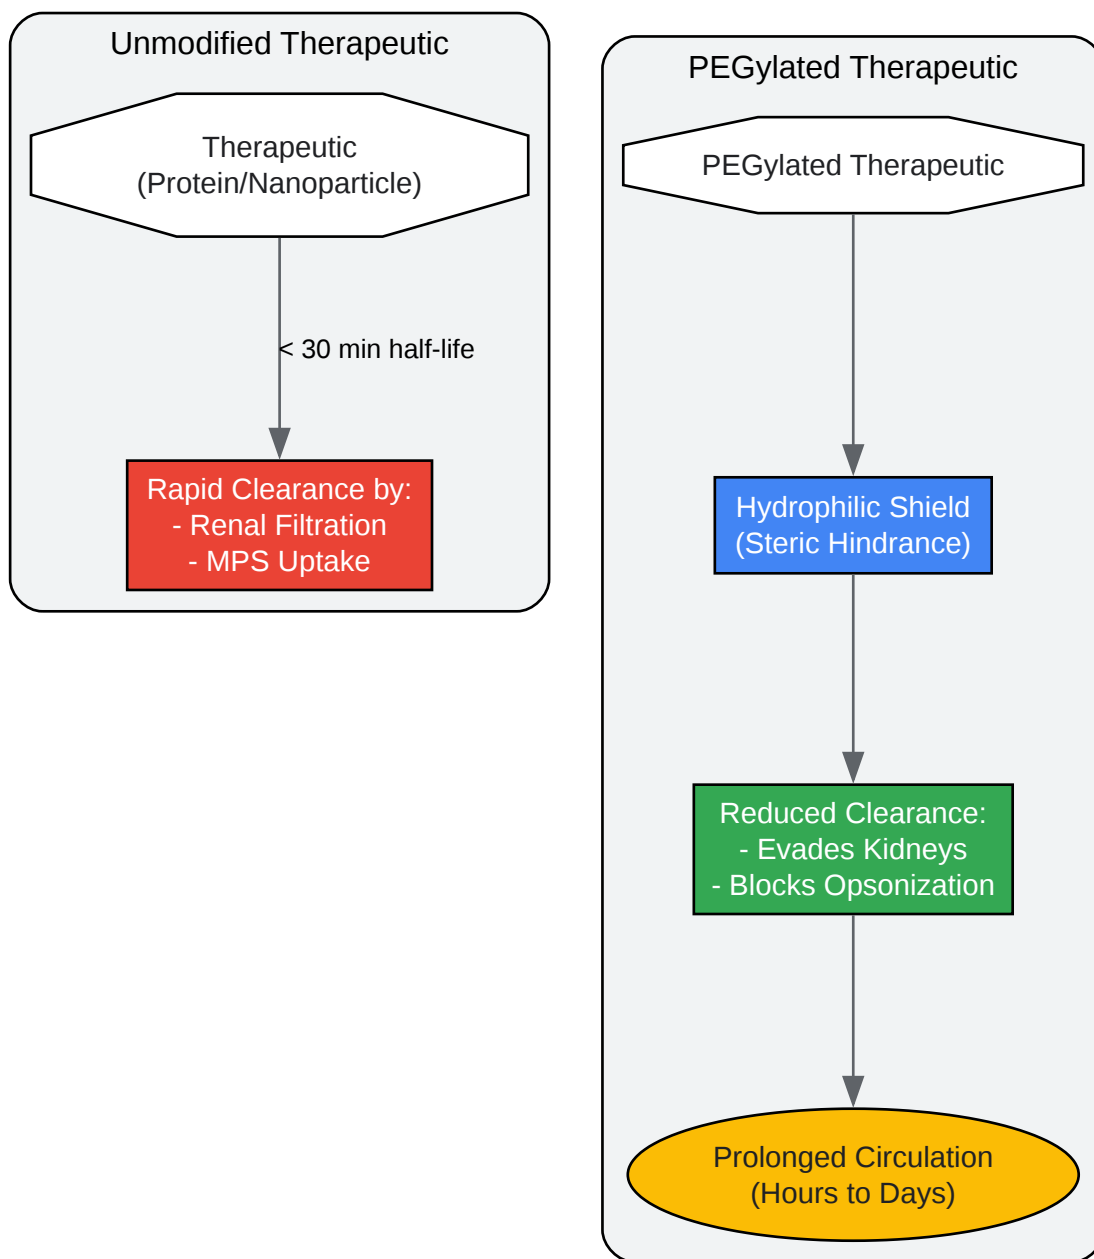 Unmodified Therapeutic
Therapeutic
(Protein/Nanoparticle)
< 30 min half-life
Rapid Clearance by:
- Renal Filtration
- MPS Uptake
PEGylated Therapeutic
PEGylated Therapeutic
Hydrophilic Shield
(Steric Hindrance)
Reduced Clearance:
- Evades Kidneys
- Blocks Opsonization
Prolonged Circulation
(Hours to Days)